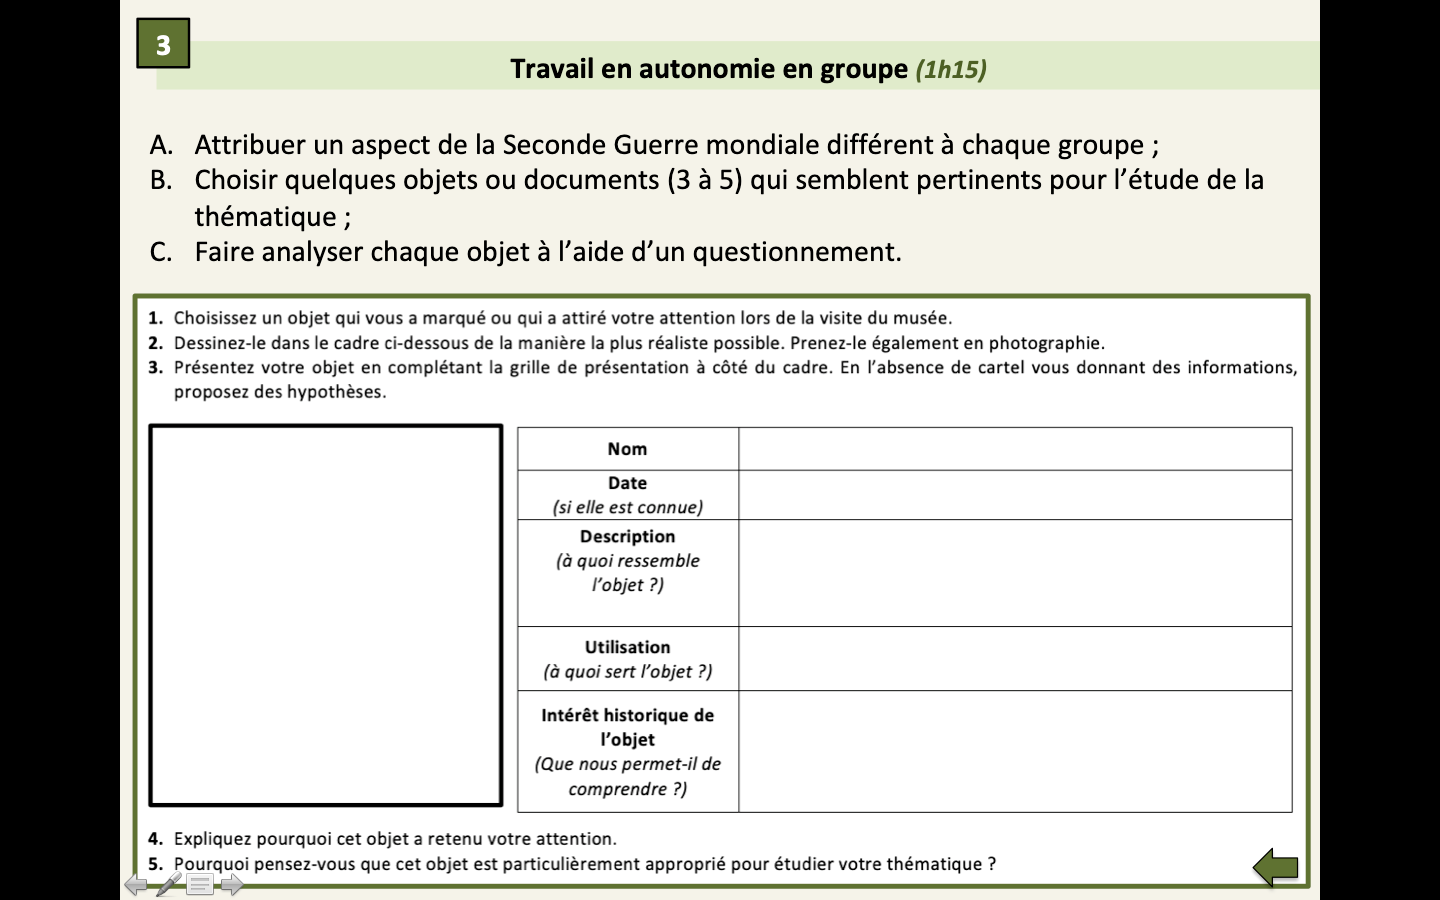 3
Travail en autonomie en groupe (1h15)
A. Attribuer un aspect de la Seconde Guerre mondiale différent à chaque groupe ;
B. Choisir quelques objets ou documents (3 à 5) qui semblent pertinents pour l’étude de la
thématique ;
C. Faire analyser chaque objet à l’aide d’un questionnement.
1. Choisissez un objet qui vous a marqué ou qui a attiré votre attention lors de la visite du musée.
2. Dessinez-le dans le cadre ci-dessous de la manière la plus réaliste possible. Prenez-le également en photographie.
3. Présentez votre objet en complétant la grille de présentation à côté du cadre. En l’absence de cartel vous donnant des informations,
proposez des hypothèses.
Nom
Date
(si elle est connue)
Description
(à quoi ressemble
l’objet ?)
Utilisation
(à quoi sert l’objet ?)
Intérêt historique de
l’objet
(Que nous permet-il de
comprendre ?)
4. Expliquez pourquoi cet objet a retenu votre attention.
5. Pourquoi pensez-vous que cet objet est particulièrement approprié pour étudier votre thématique ?